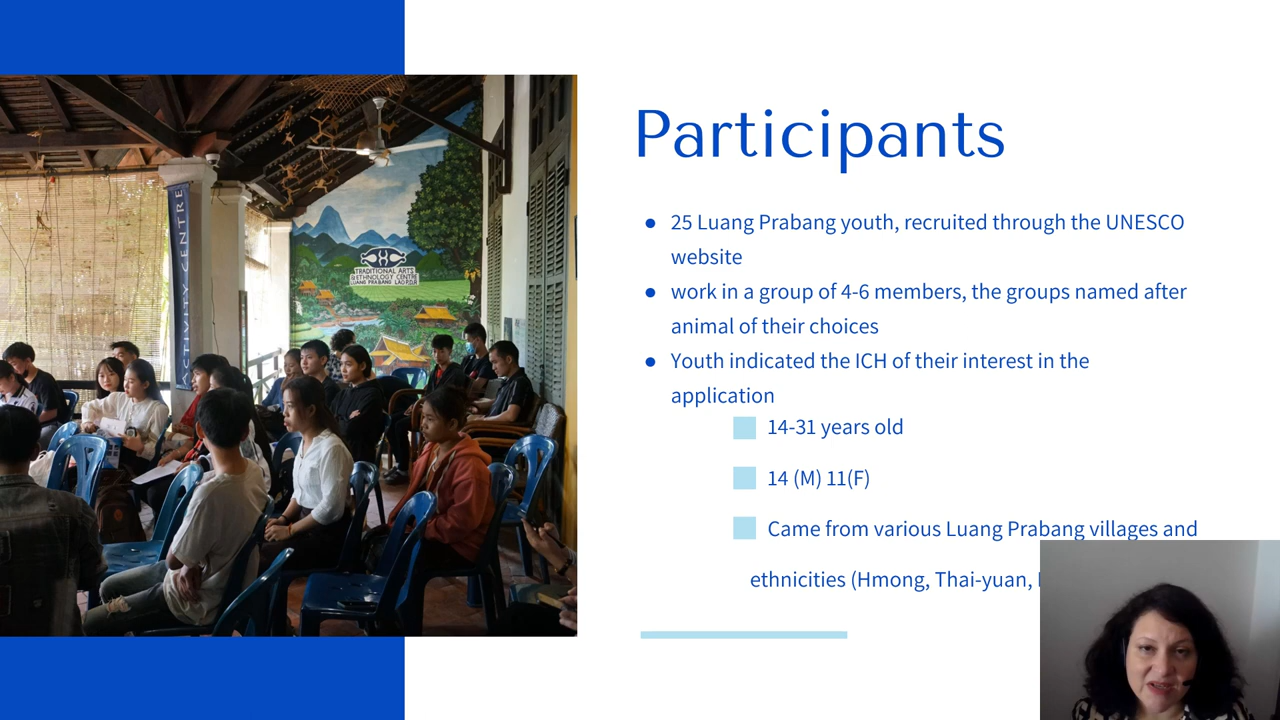 ACTIVITY CENTRE
TRADITIONAL ARTS
& ETHNOLOGY CENTRE
LUANG PRABANG LAO P.D.R
Participants
25 Luang Prabang youth, recruited through the UNESCO
website
work in a group of 4-6 members, the groups named after
animal of their choices
Youth indicated the ICH of their interest in the
application
14-31 years old
14 (M) 11(F)
Came from various Luang Prabang villages and
ethnicities (Hmong, Thai-yuan,